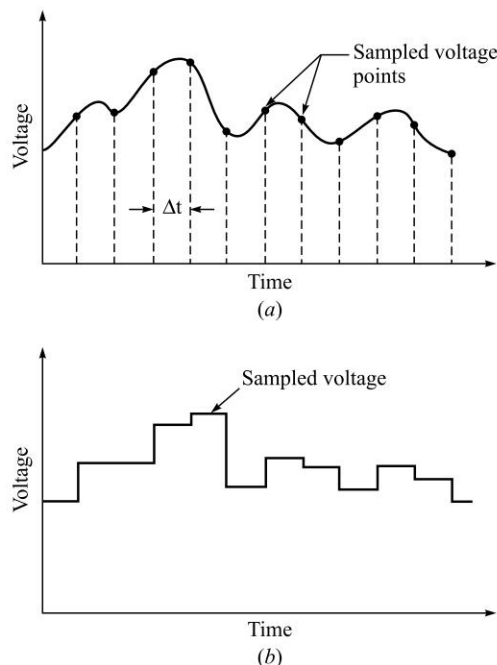 Sampled voltage
points
Voltage
Δt
Time
(a)
Sampled voltage
Voltage
Time
(b)